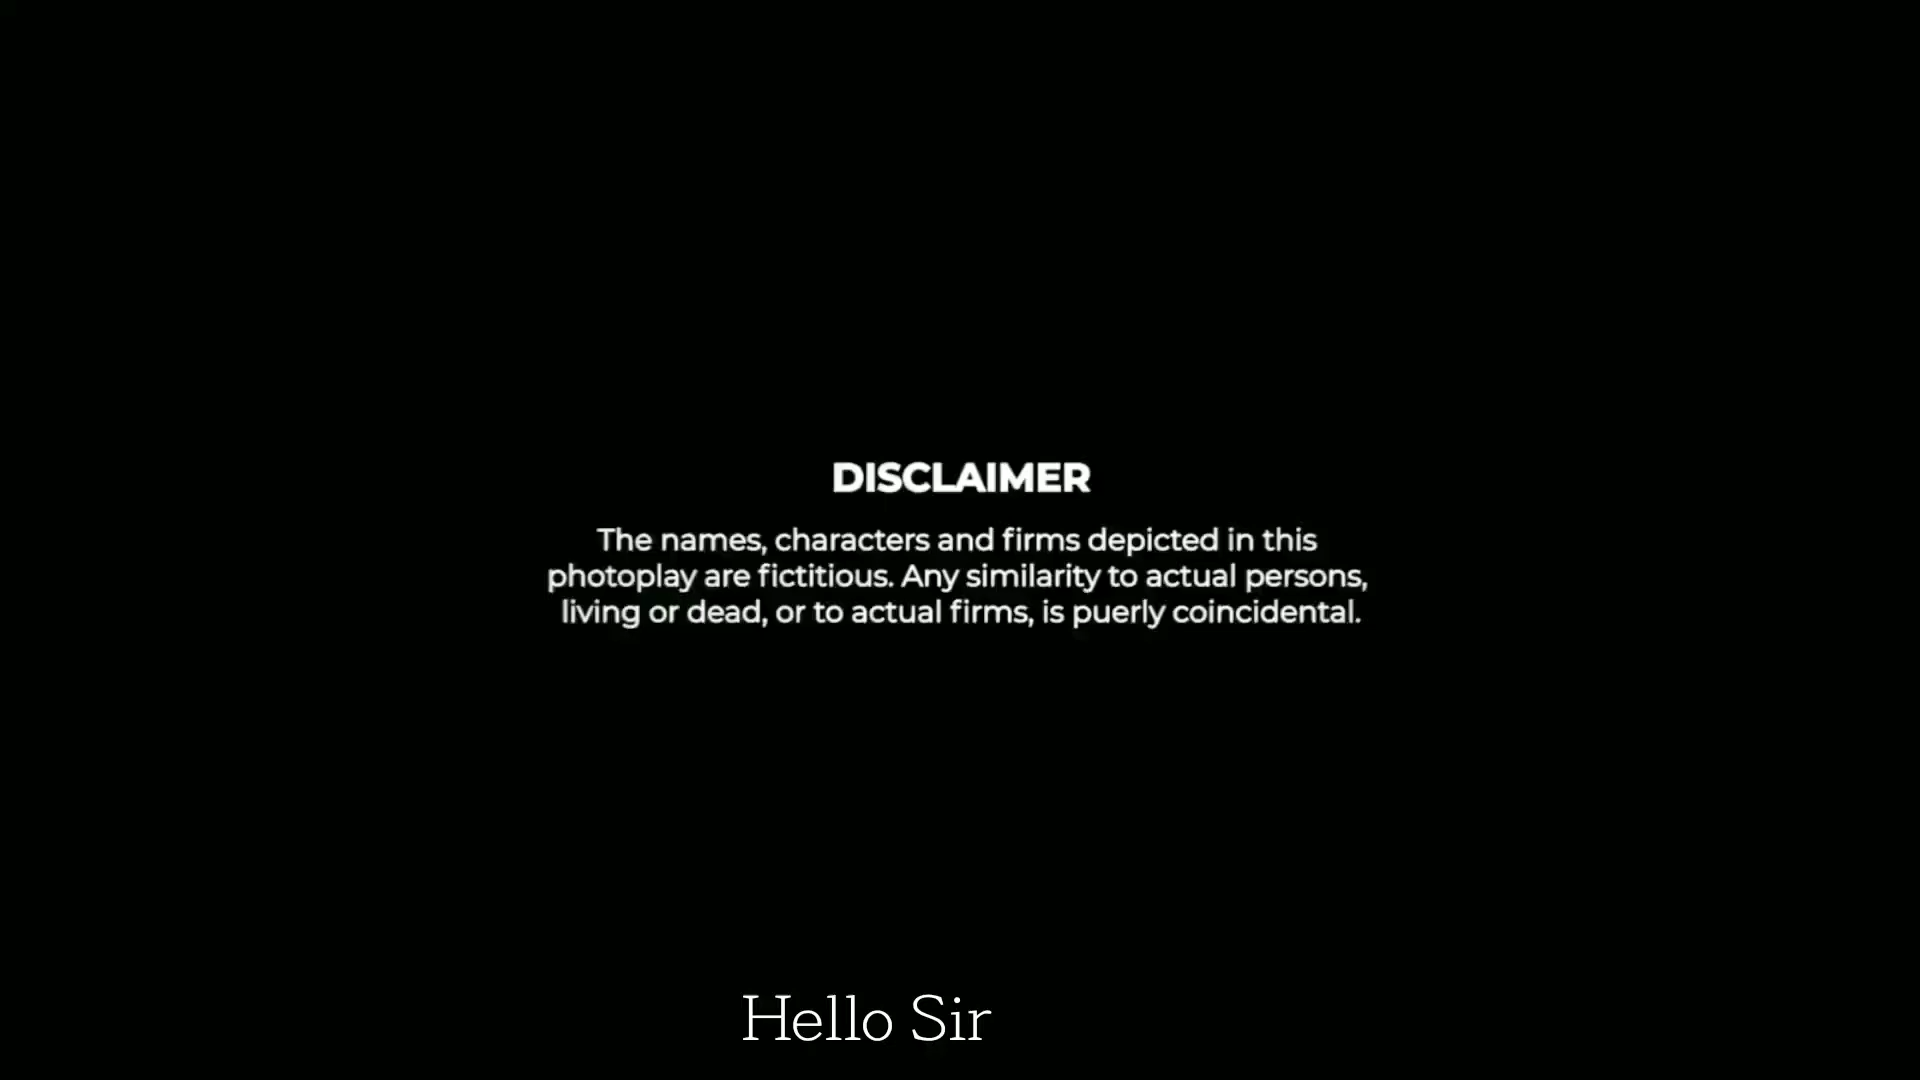 DISCLAIMER
The names, characters and firms depicted in this
photoplay are fictitious. Any similarity to actual persons,
living or dead, or to actual firms, is puerly coincidental.
Hello Sir